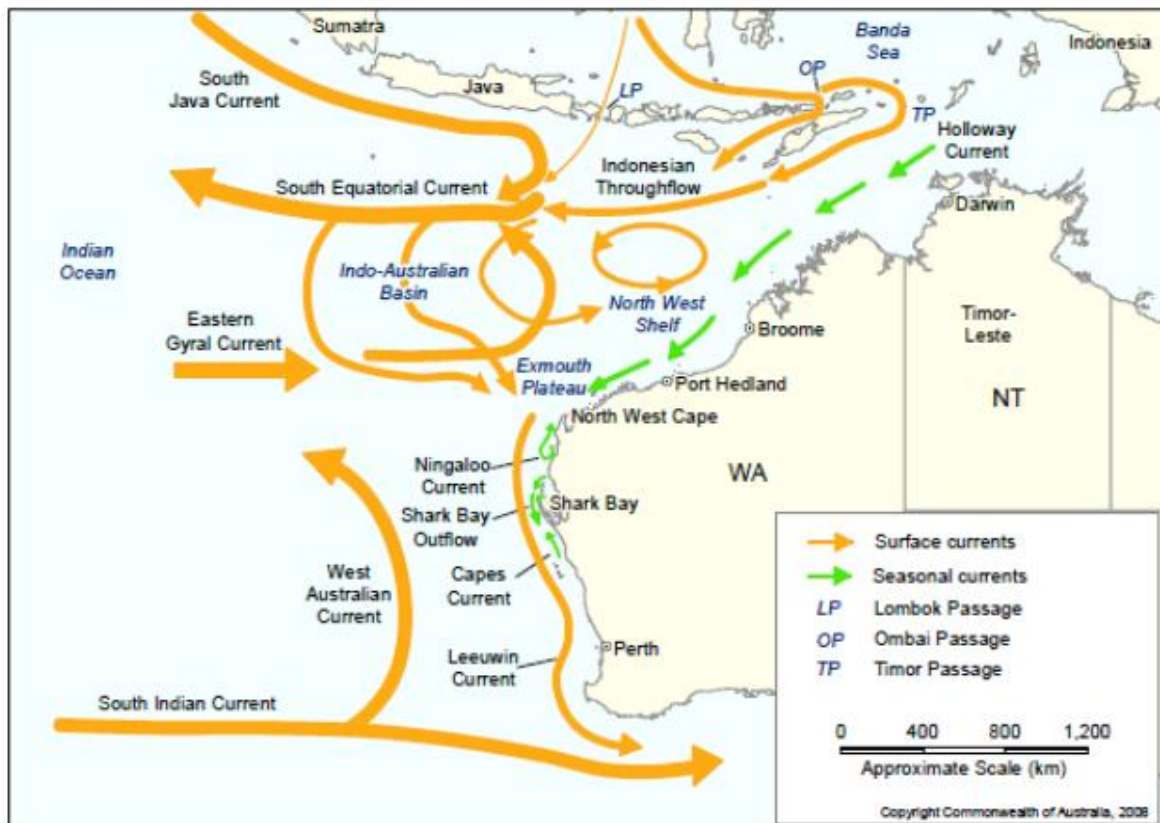 Sumatra
Banda
Sea
Indonesia
South
Java Current
Java
LP
OP
TP
Holloway
Current
Indonesian
Throughflow
South Equatorial Current
Darwin
Indian
Ocean
Indo-Australian
Basin
North West
Shelf
Broome
Timor-
Leste
Eastern
Gyral Current
Exmouth
Plateau
Port Hedland
NT
North West Cape
Ningaloo
Current
WA
Shark Bay
Shark Bay
Outflow
Capes
Current
West
Australian
Current
Perth
Leeuwin
Current
South Indian Current
Surface currents
Seasonal currents
LP Lombok Passage
OP Ombai Passage
TP Timor Passage
0 400 800 1,200
Approximate Scale (km)
Copyright Commonwealth of Australia, 2008